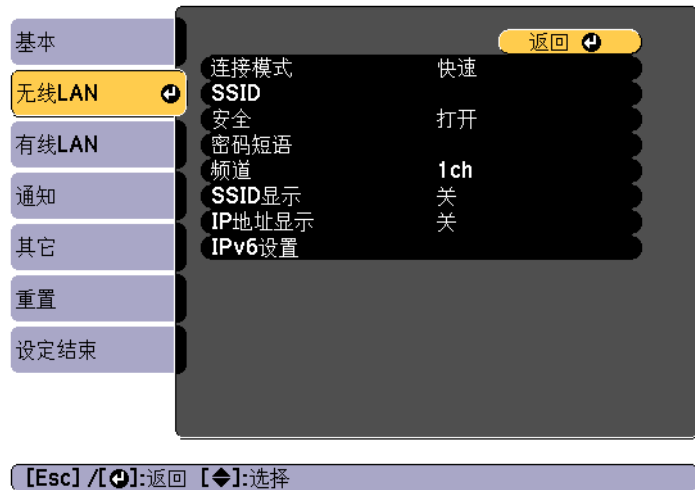 基本
无线LAN
有线LAN
通知
其它
重置
设定结束
返回
连接模式 快速
SSID
安全 打开
密码短语
频道 1ch
SSID显示 关
IP地址显示 关
IPv6设置
[Esc] /[⏎]:返回 [◆]:选择